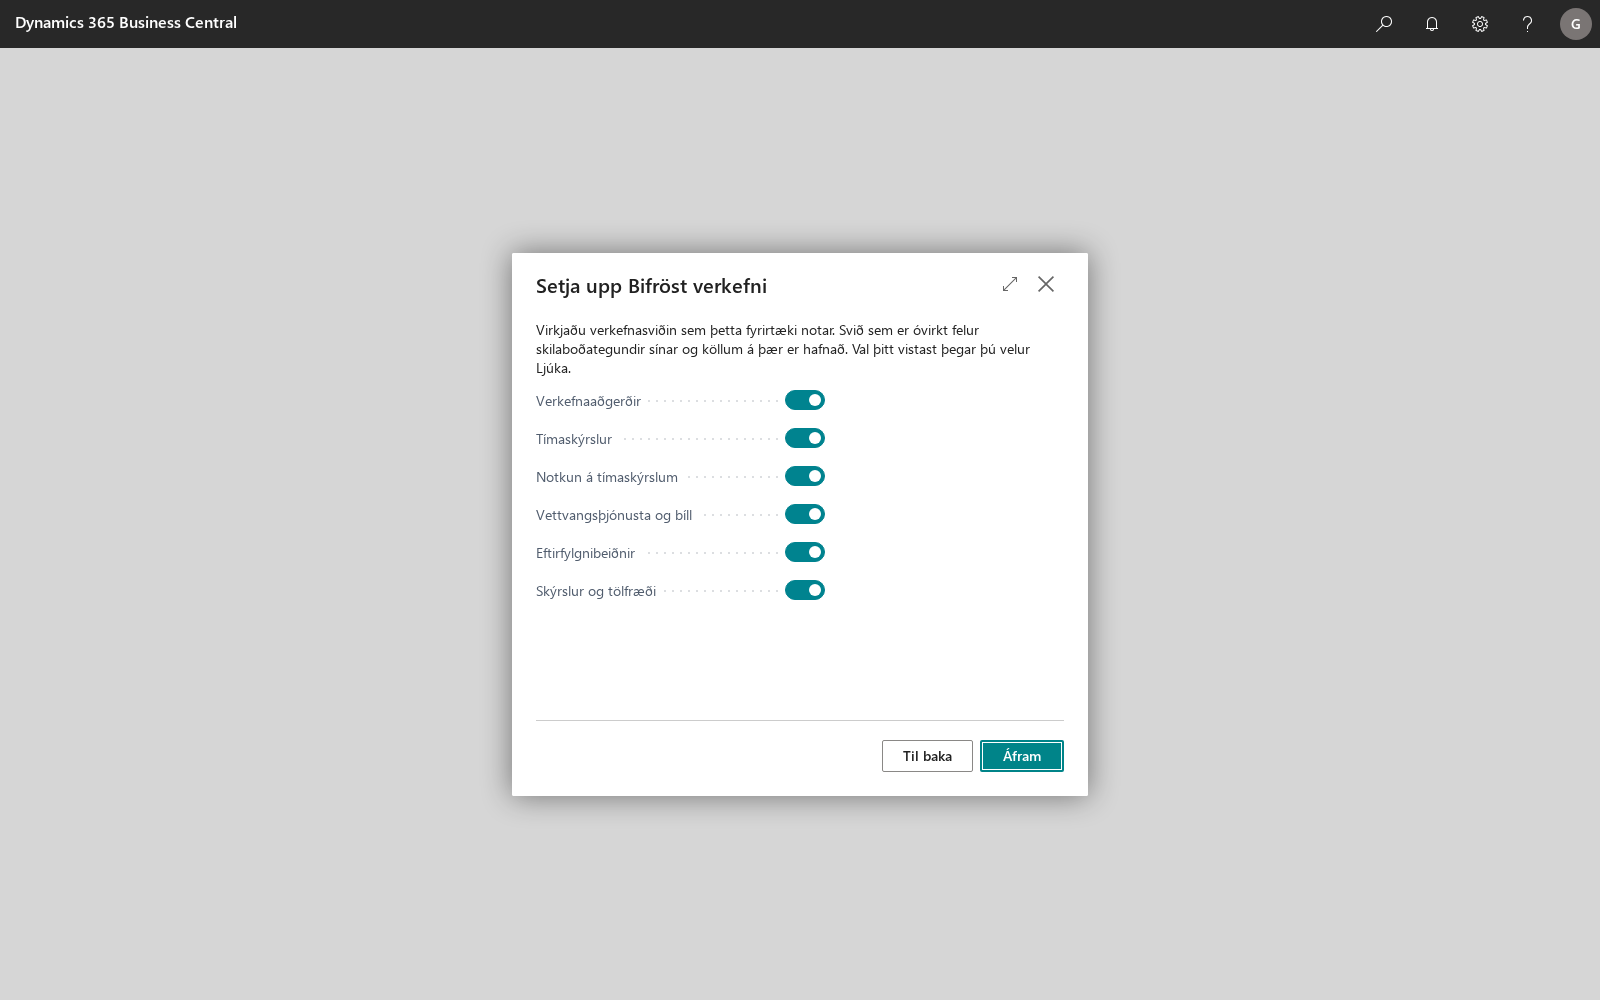 Dynamics 365 Business Central
G
Setja upp Bifröst verkefni
Virkjaðu verkefnasviðin sem þetta fyrirtæki notar. Svið sem er óvirkt felur
skilaboðategundir sínar og köllum á þær er hafnað. Val þitt vistast þegar þú velur
Ljúka.
Verkefnaaðgerðir
Tímaskýrslur
Notkun á tímaskýrslum
Vettvangsþjónusta og bíll
Eftirfylgnibeiðnir
Skýrslur og tölfræði
Til baka
Áfram